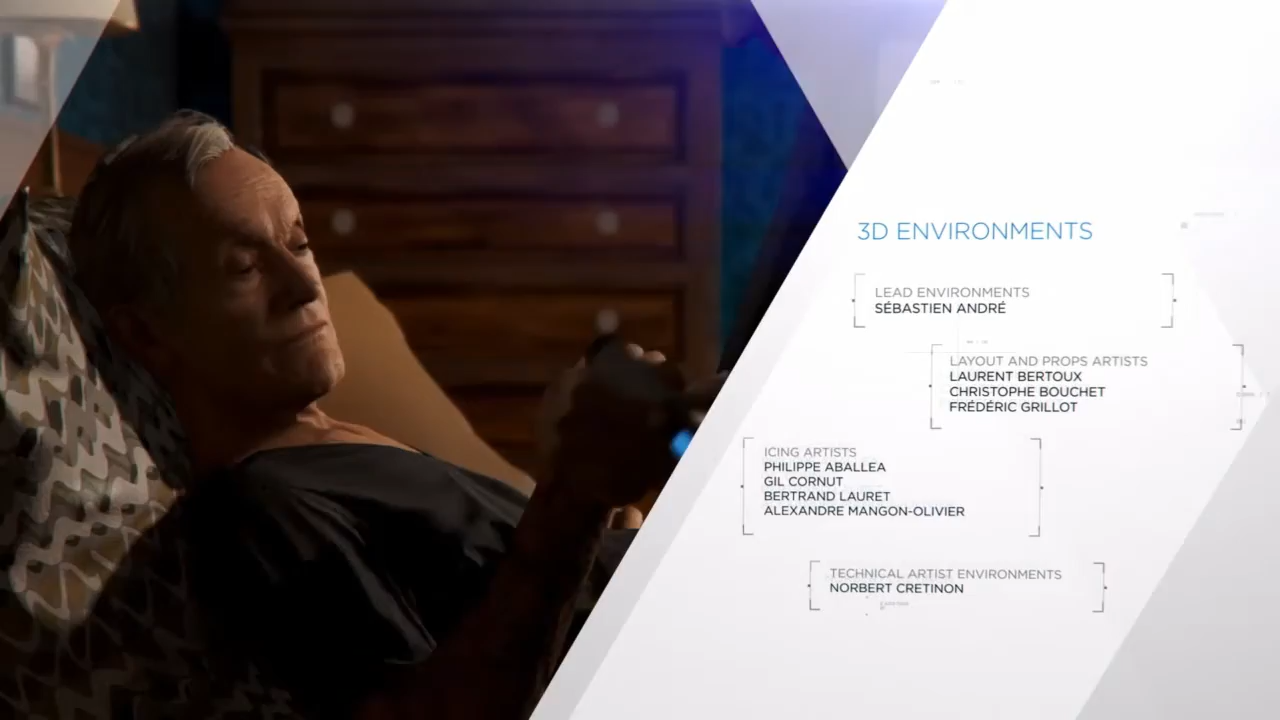 3D ENVIRONMENTS
LEAD ENVIRONMENTS
SÉBASTIEN ANDRÉ
LAYOUT AND PROPS ARTISTS
LAURENT BERTOUX
CHRISTOPHE BOUCHET
FRÉDÉRIC GRILLOT
ICING ARTISTS
PHILIPPE ABALLEA
GIL CORNUT
BERTRAND LAURET
ALEXANDRE MANGON-OLIVIER
TECHNICAL ARTIST ENVIRONMENTS
NORBERT CRETINON